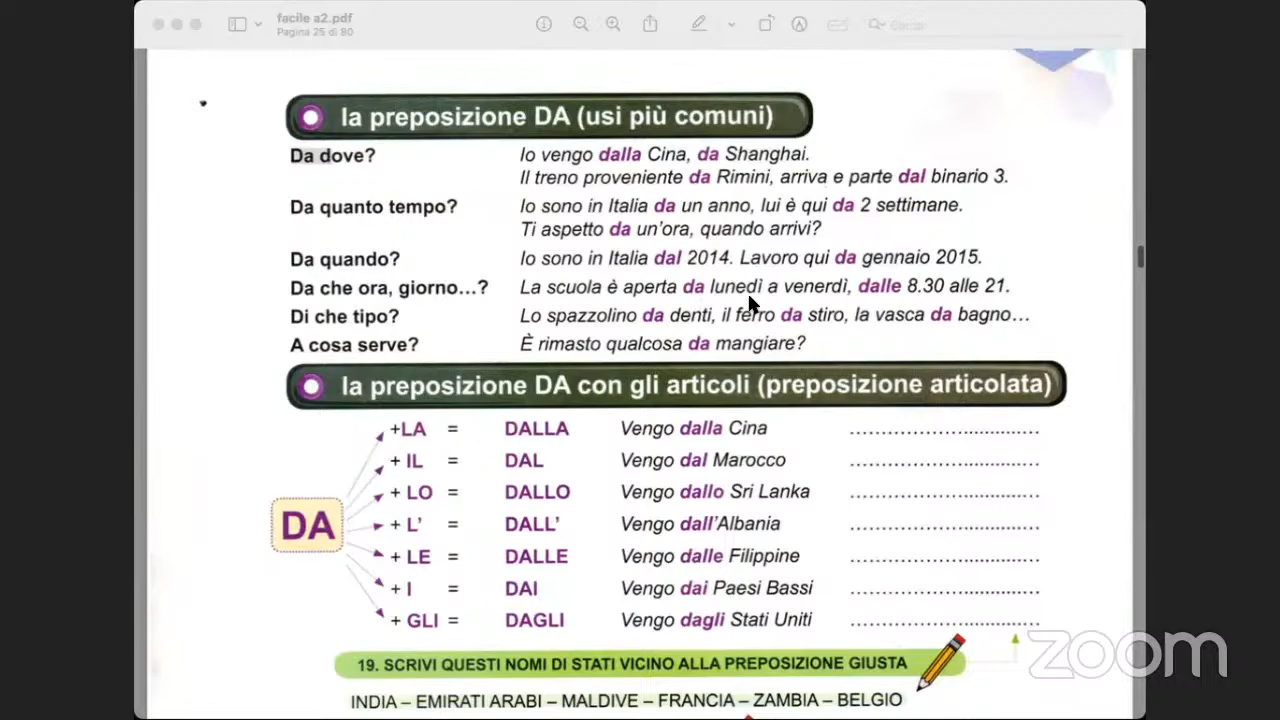 facile a2.pdf
Pagina 25 di 80
la preposizione DA (usi più comuni)
Da dove? Io vengo dalla Cina, da Shanghai.
Il treno proveniente da Rimini, arriva e parte dal binario 3.
Da quanto tempo? Io sono in Italia da un anno, lui è qui da 2 settimane.
Ti aspetto da un'ora, quando arrivi?
Da quando? Io sono in Italia dal 2014. Lavoro qui da gennaio 2015.
Da che ora, giorno...? La scuola è aperta da lunedì a venerdì, dalle 8.30 alle 21.
Di che tipo? Lo spazzolino da denti, il ferro da stiro, la vasca da bagno...
A cosa serve? È rimasto qualcosa da mangiare?
la preposizione DA con gli articoli (preposizione articolata)
+LA = DALLA Vengo dalla Cina ........................................
+ IL = DAL Vengo dal Marocco ........................................
+ LO = DALLO Vengo dallo Sri Lanka ........................................
DA + L' = DALL' Vengo dall'Albania ........................................
+ LE = DALLE Vengo dalle Filippine ........................................
+ I = DAI Vengo dai Paesi Bassi ........................................
+ GLI = DAGLI Vengo dagli Stati Uniti ........................................
19. SCRIVI QUESTI NOMI DI STATI VICINO ALLA PREPOSIZIONE GIUSTA
INDIA – EMIRATI ARABI – MALDIVE – FRANCIA – ZAMBIA – BELGIO
zoom